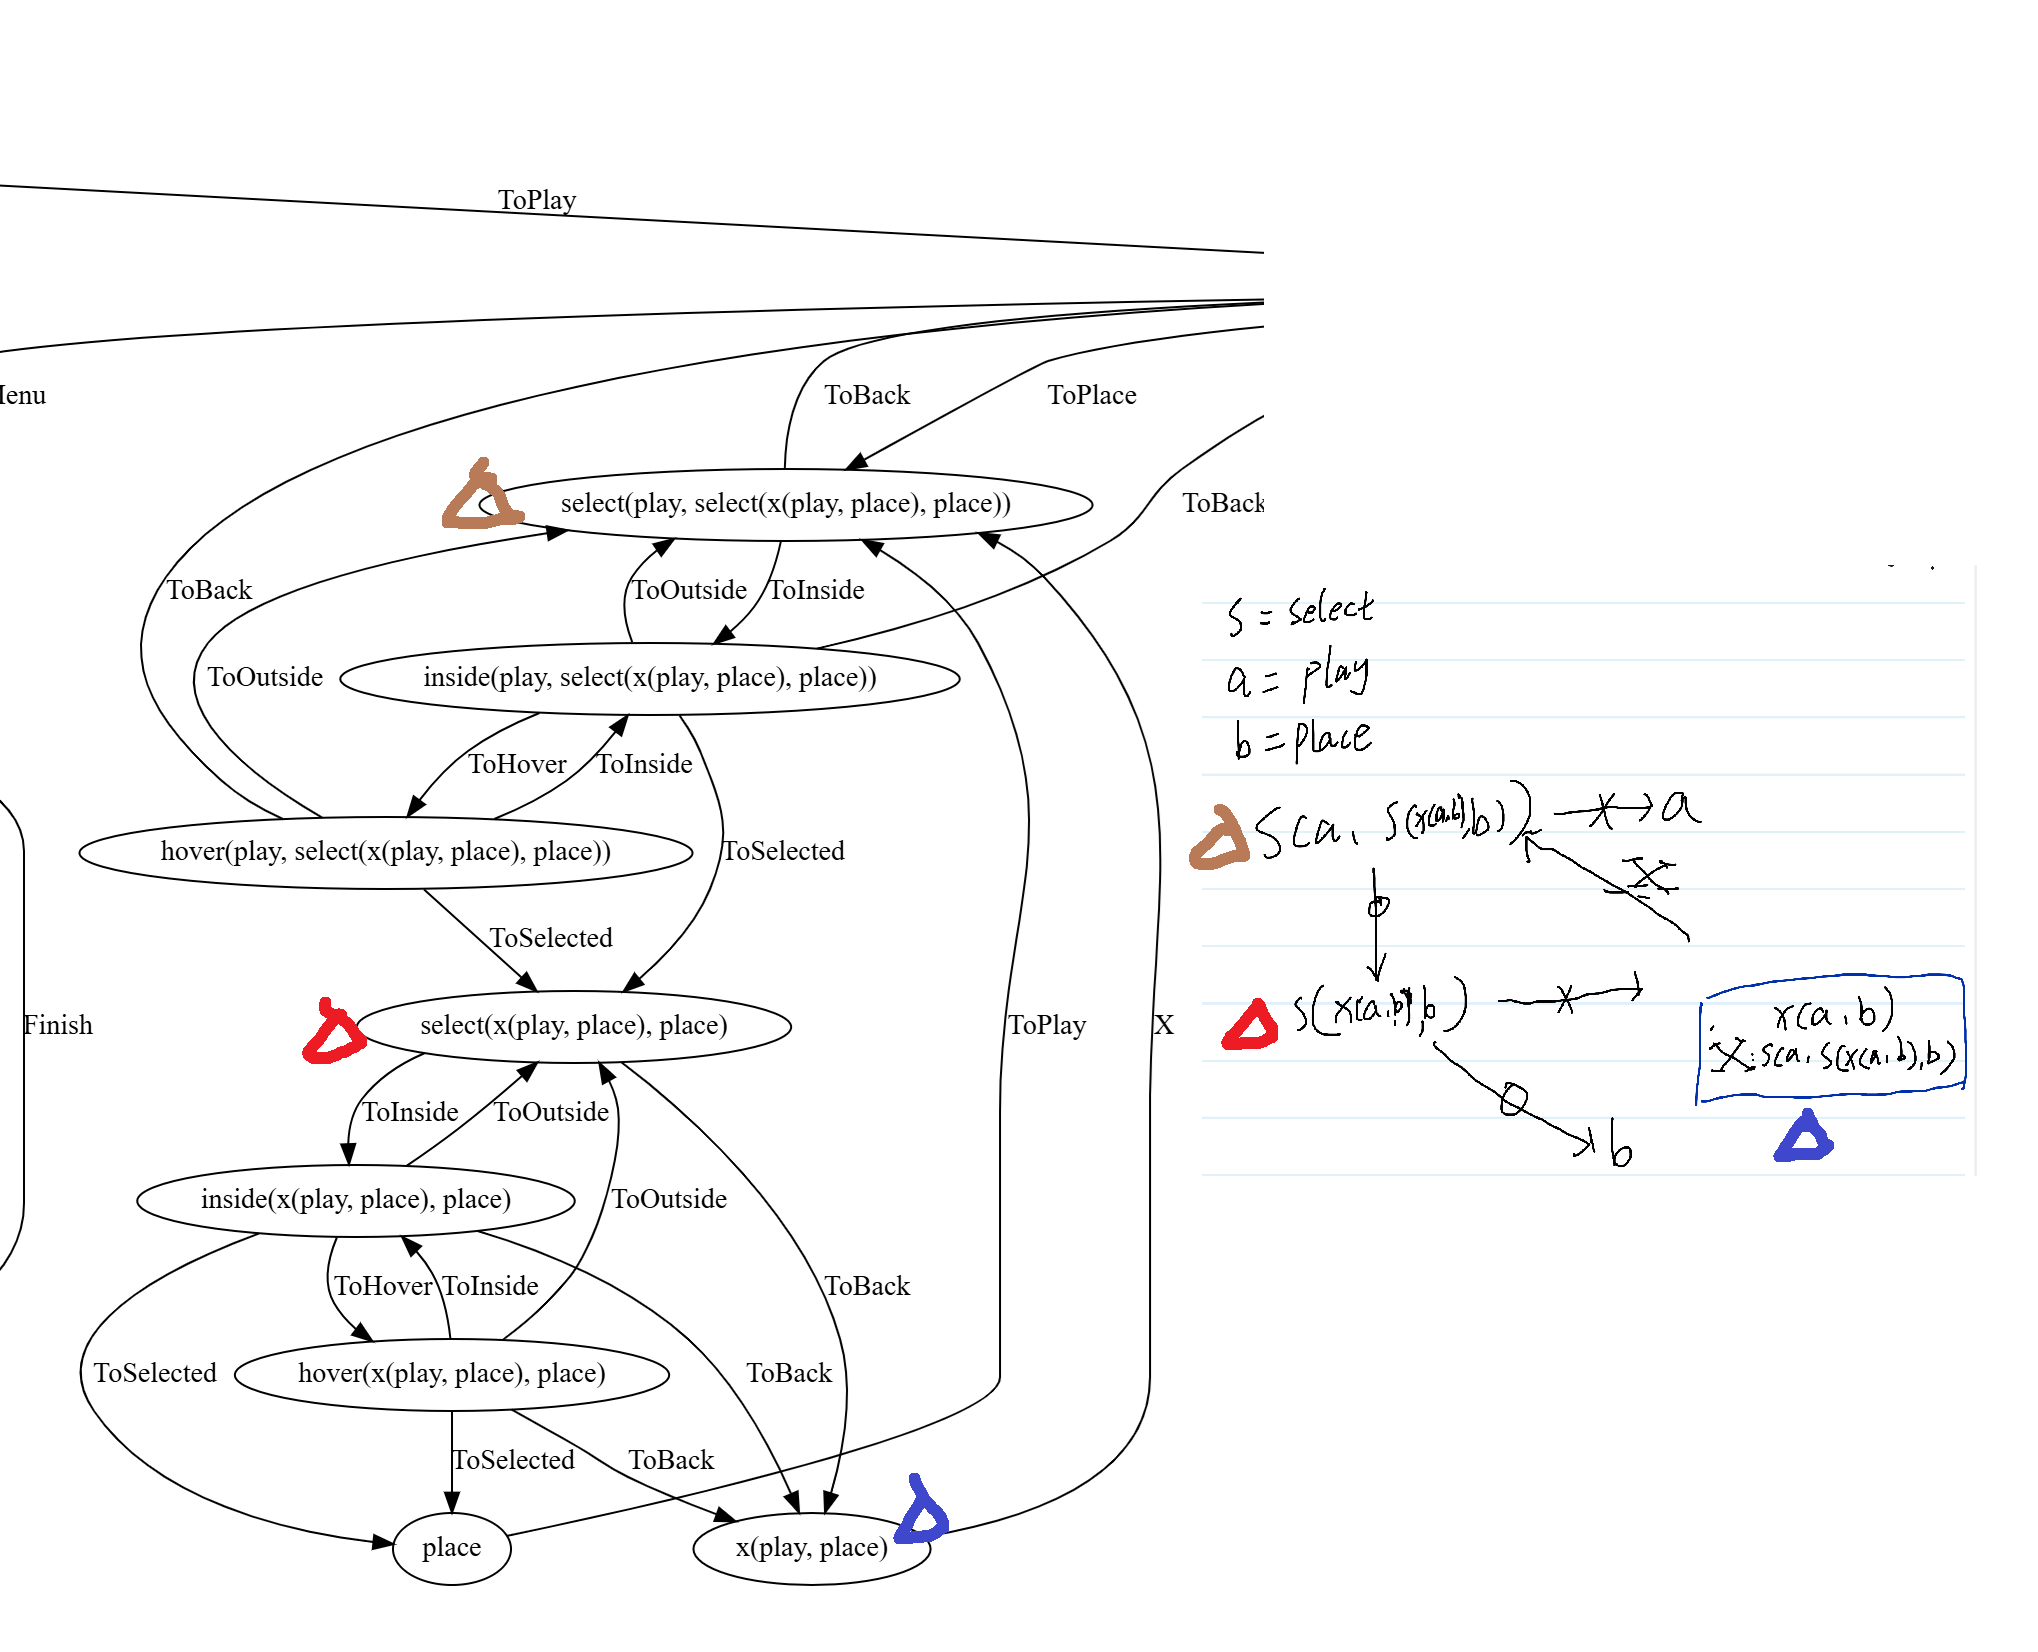 ToPlay
Ienu
ToBack
ToPlace
select(play, select(x(play, place), place))
ToBack
ToBack
ToOutside
ToInside
ToOutside
inside(play, select(x(play, place), place))
ToHover
ToInside
hover(play, select(x(play, place), place))
ToSelected
ToSelected
Finish
select(x(play, place), place)
ToPlay
X
ToInside
ToOutside
inside(x(play, place), place)
ToOutside
ToHover
ToInside
ToBack
ToSelected
hover(x(play, place), place)
ToBack
ToSelected
ToBack
place
x(play, place)
S = select
a = play
b = place
S(a, S(x(a,b),b)) x a
X
S(x(a,b),b) x
x(a,b)
X: S(a, S(x(a,b),b)
b